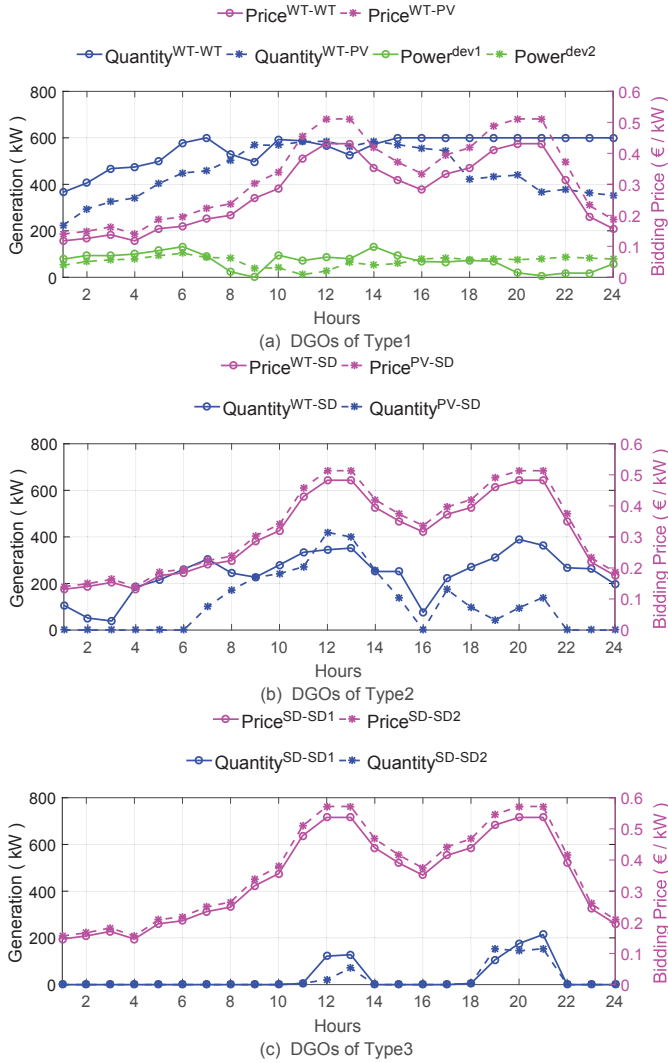 Price^WT-WT Price^WT-PV
Quantity^WT-WT Quantity^WT-PV Power^dev1 Power^dev2
800 0.6
0.5
600
0.4
400 0.3
0.2
200
0.1
0 0
Generation ( kW )
Bidding Price ( € / kW )
2 4 6 8 10 12 14 16 18 20 22 24
Hours
(a) DGOs of Type1
Price^WT-SD Price^PV-SD
Quantity^WT-SD Quantity^PV-SD
800 0.6
0.5
600
0.4
400 0.3
0.2
200
0.1
0 0
Generation ( kW )
Bidding Price ( € / kW )
2 4 6 8 10 12 14 16 18 20 22 24
Hours
(b) DGOs of Type2
Price^SD-SD1 Price^SD-SD2
Quantity^SD-SD1 Quantity^SD-SD2
800 0.6
0.5
600
0.4
400 0.3
0.2
200
0.1
0 0
Generation ( kW )
Bidding Price ( € / kW )
2 4 6 8 10 12 14 16 18 20 22 24
Hours
(c) DGOs of Type3